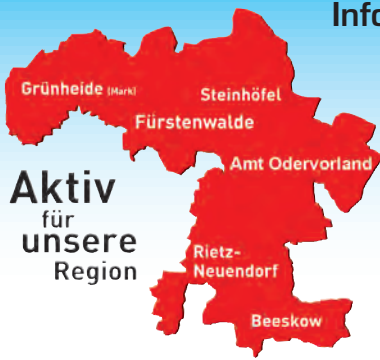 Info
Grünheide (Mark)
Steinhöfel
Fürstenwalde
Amt Odervorland
Aktiv
für
unsere
Region
Rietz-
Neuendorf
Beeskow